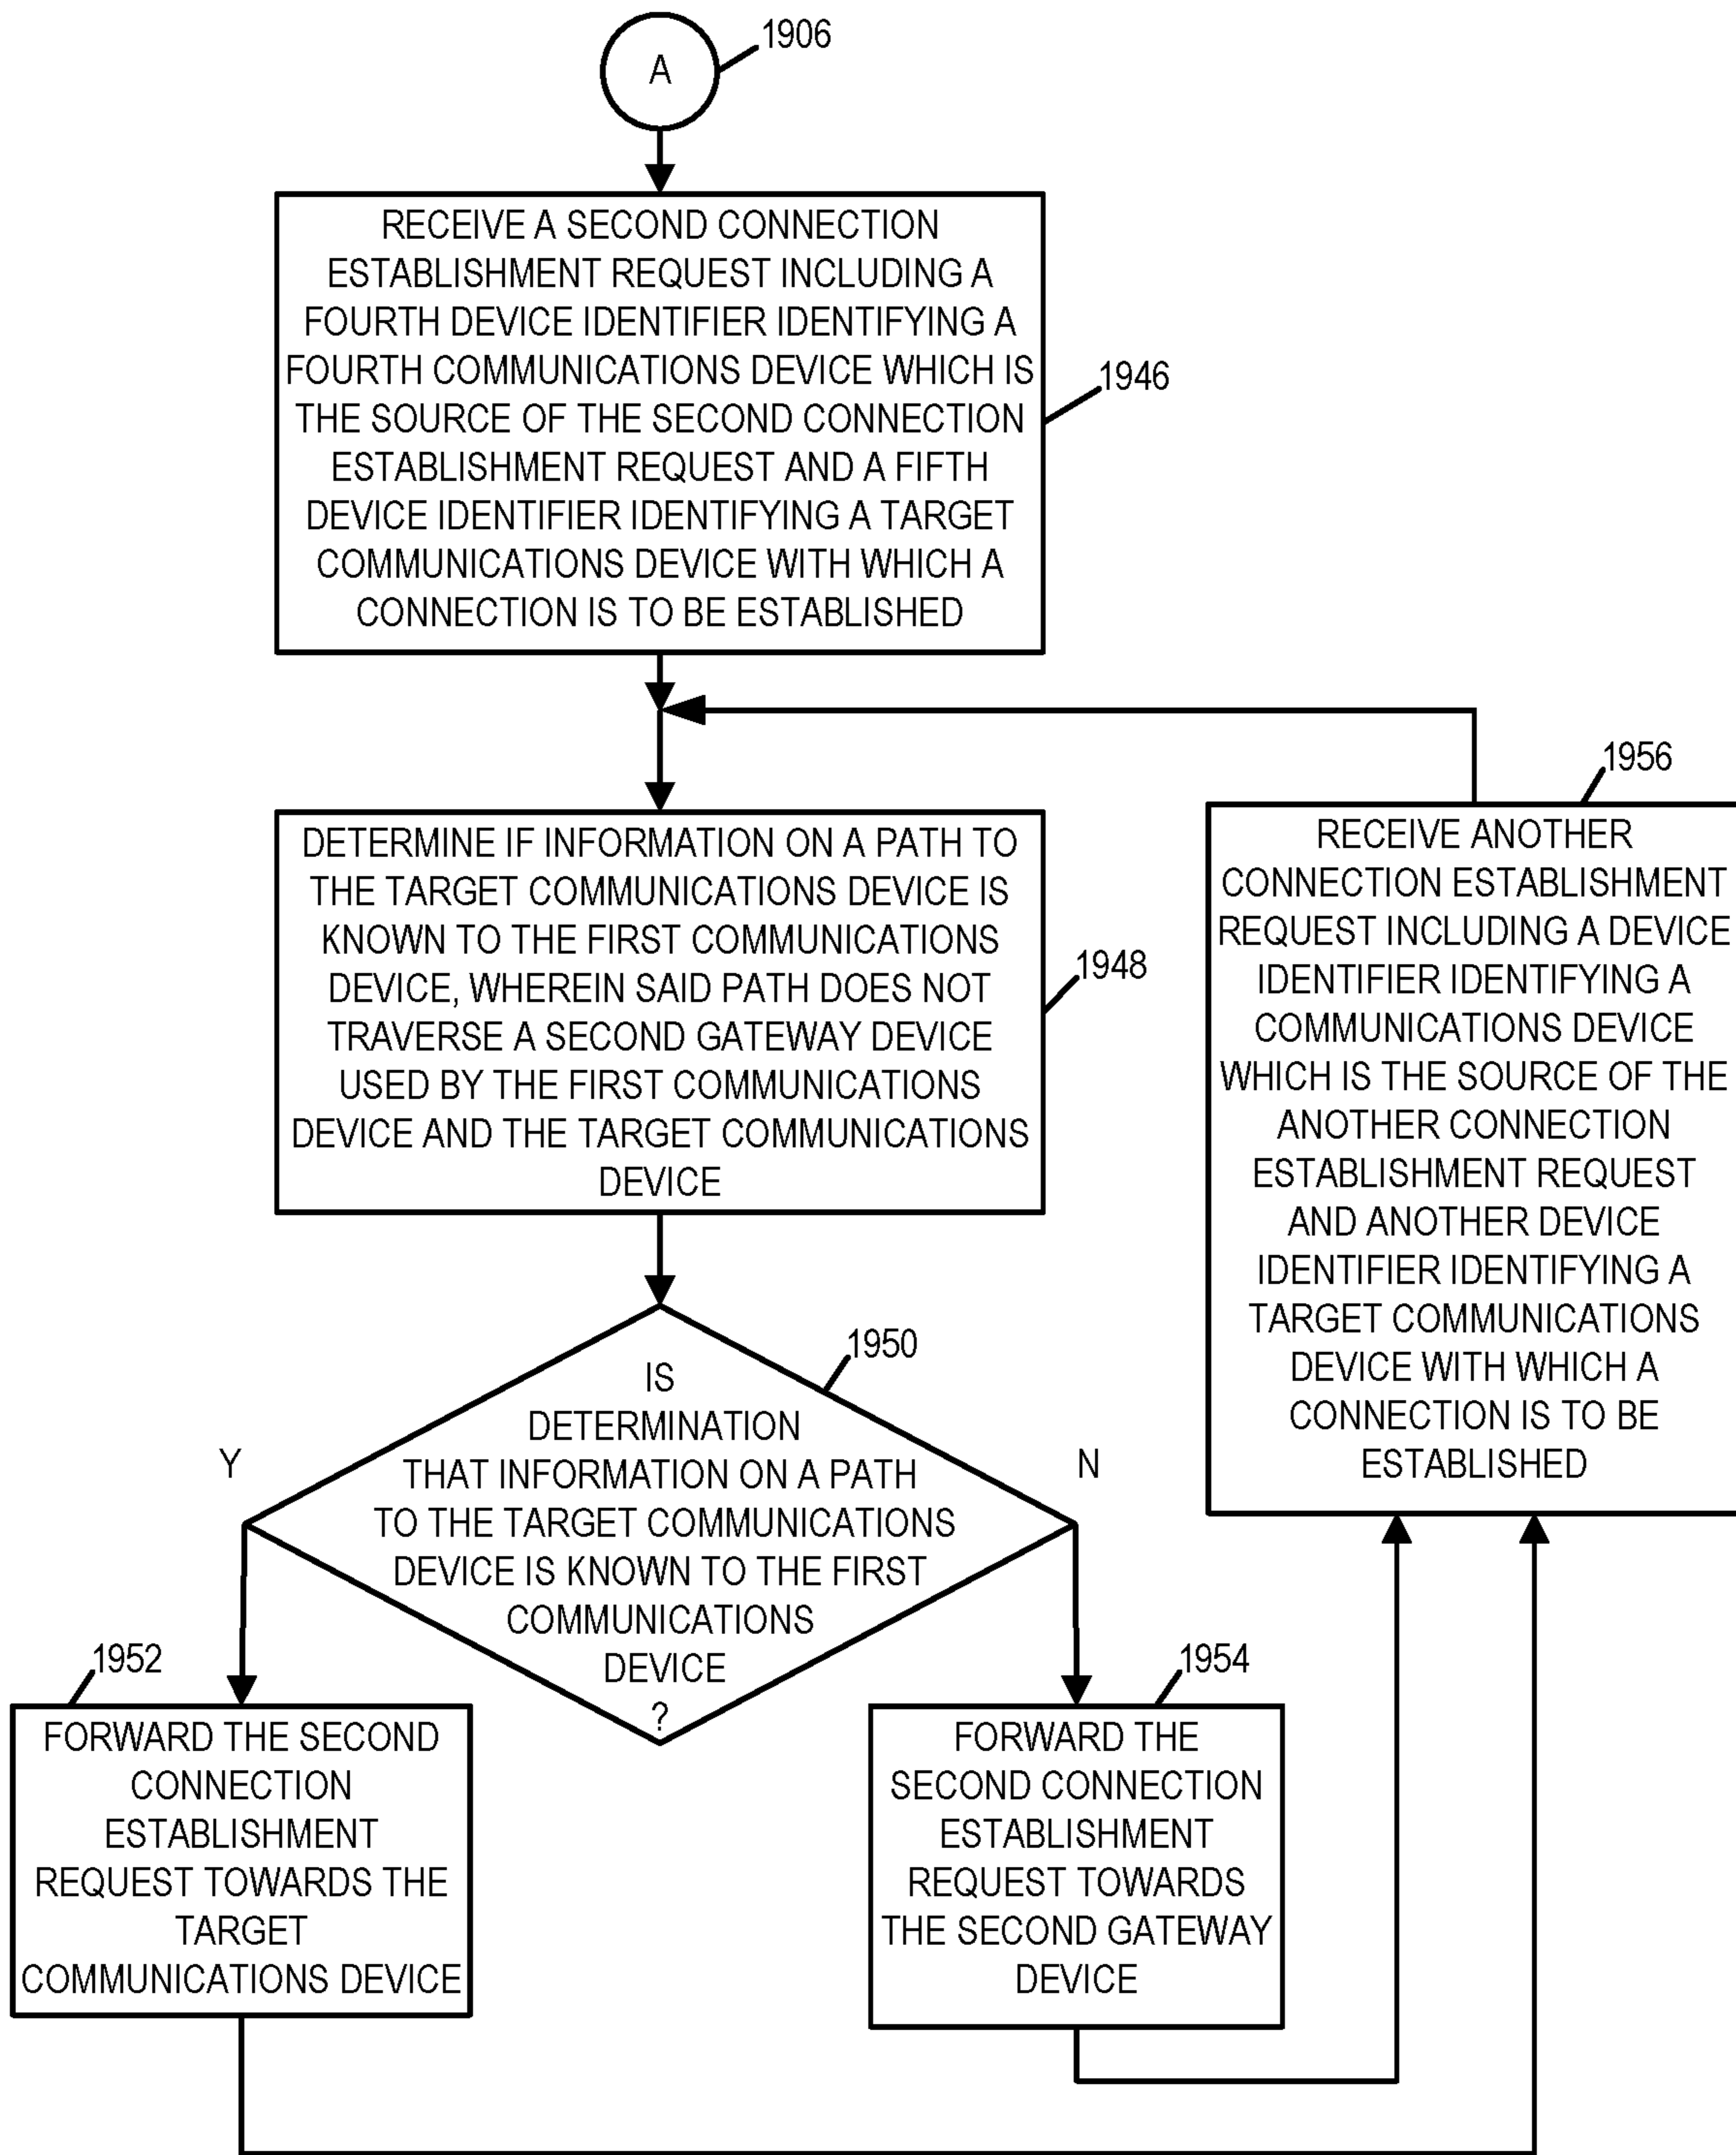 A
1906
RECEIVE A SECOND CONNECTION
ESTABLISHMENT REQUEST INCLUDING A
FOURTH DEVICE IDENTIFIER IDENTIFYING A
FOURTH COMMUNICATIONS DEVICE WHICH IS
THE SOURCE OF THE SECOND CONNECTION
ESTABLISHMENT REQUEST AND A FIFTH
DEVICE IDENTIFIER IDENTIFYING A TARGET
COMMUNICATIONS DEVICE WITH WHICH A
CONNECTION IS TO BE ESTABLISHED
1946
DETERMINE IF INFORMATION ON A PATH TO
THE TARGET COMMUNICATIONS DEVICE IS
KNOWN TO THE FIRST COMMUNICATIONS
DEVICE, WHEREIN SAID PATH DOES NOT
TRAVERSE A SECOND GATEWAY DEVICE
USED BY THE FIRST COMMUNICATIONS
DEVICE AND THE TARGET COMMUNICATIONS
DEVICE
1948
IS
DETERMINATION
THAT INFORMATION ON A PATH
TO THE TARGET COMMUNICATIONS
DEVICE IS KNOWN TO THE FIRST
COMMUNICATIONS
DEVICE
?
1950
Y
N
1952
FORWARD THE SECOND
CONNECTION
ESTABLISHMENT
REQUEST TOWARDS THE
TARGET
COMMUNICATIONS DEVICE
1954
FORWARD THE
SECOND CONNECTION
ESTABLISHMENT
REQUEST TOWARDS
THE SECOND GATEWAY
DEVICE
1956
RECEIVE ANOTHER
CONNECTION ESTABLISHMENT
REQUEST INCLUDING A DEVICE
IDENTIFIER IDENTIFYING A
COMMUNICATIONS DEVICE
WHICH IS THE SOURCE OF THE
ANOTHER CONNECTION
ESTABLISHMENT REQUEST
AND ANOTHER DEVICE
IDENTIFIER IDENTIFYING A
TARGET COMMUNICATIONS
DEVICE WITH WHICH A
CONNECTION IS TO BE
ESTABLISHED